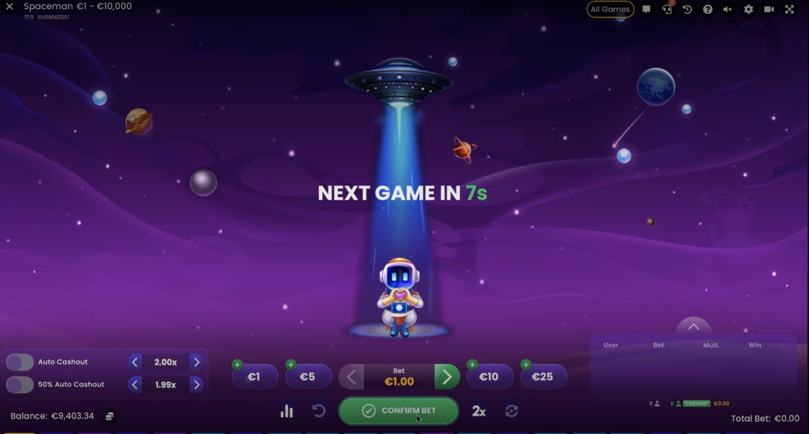 Spaceman €1 - €10,000
All Games
NEXT GAME IN 7s
Auto Cashout
2.00x
50% Auto Cashout
1.99x
€1
€5
Bet
€1.00
€10
€25
CONFIRM BET
2x
User Bet Mult. Win
0 0 CASHOUT €0.00
Balance: €9,403.34
Total Bet: €0.00